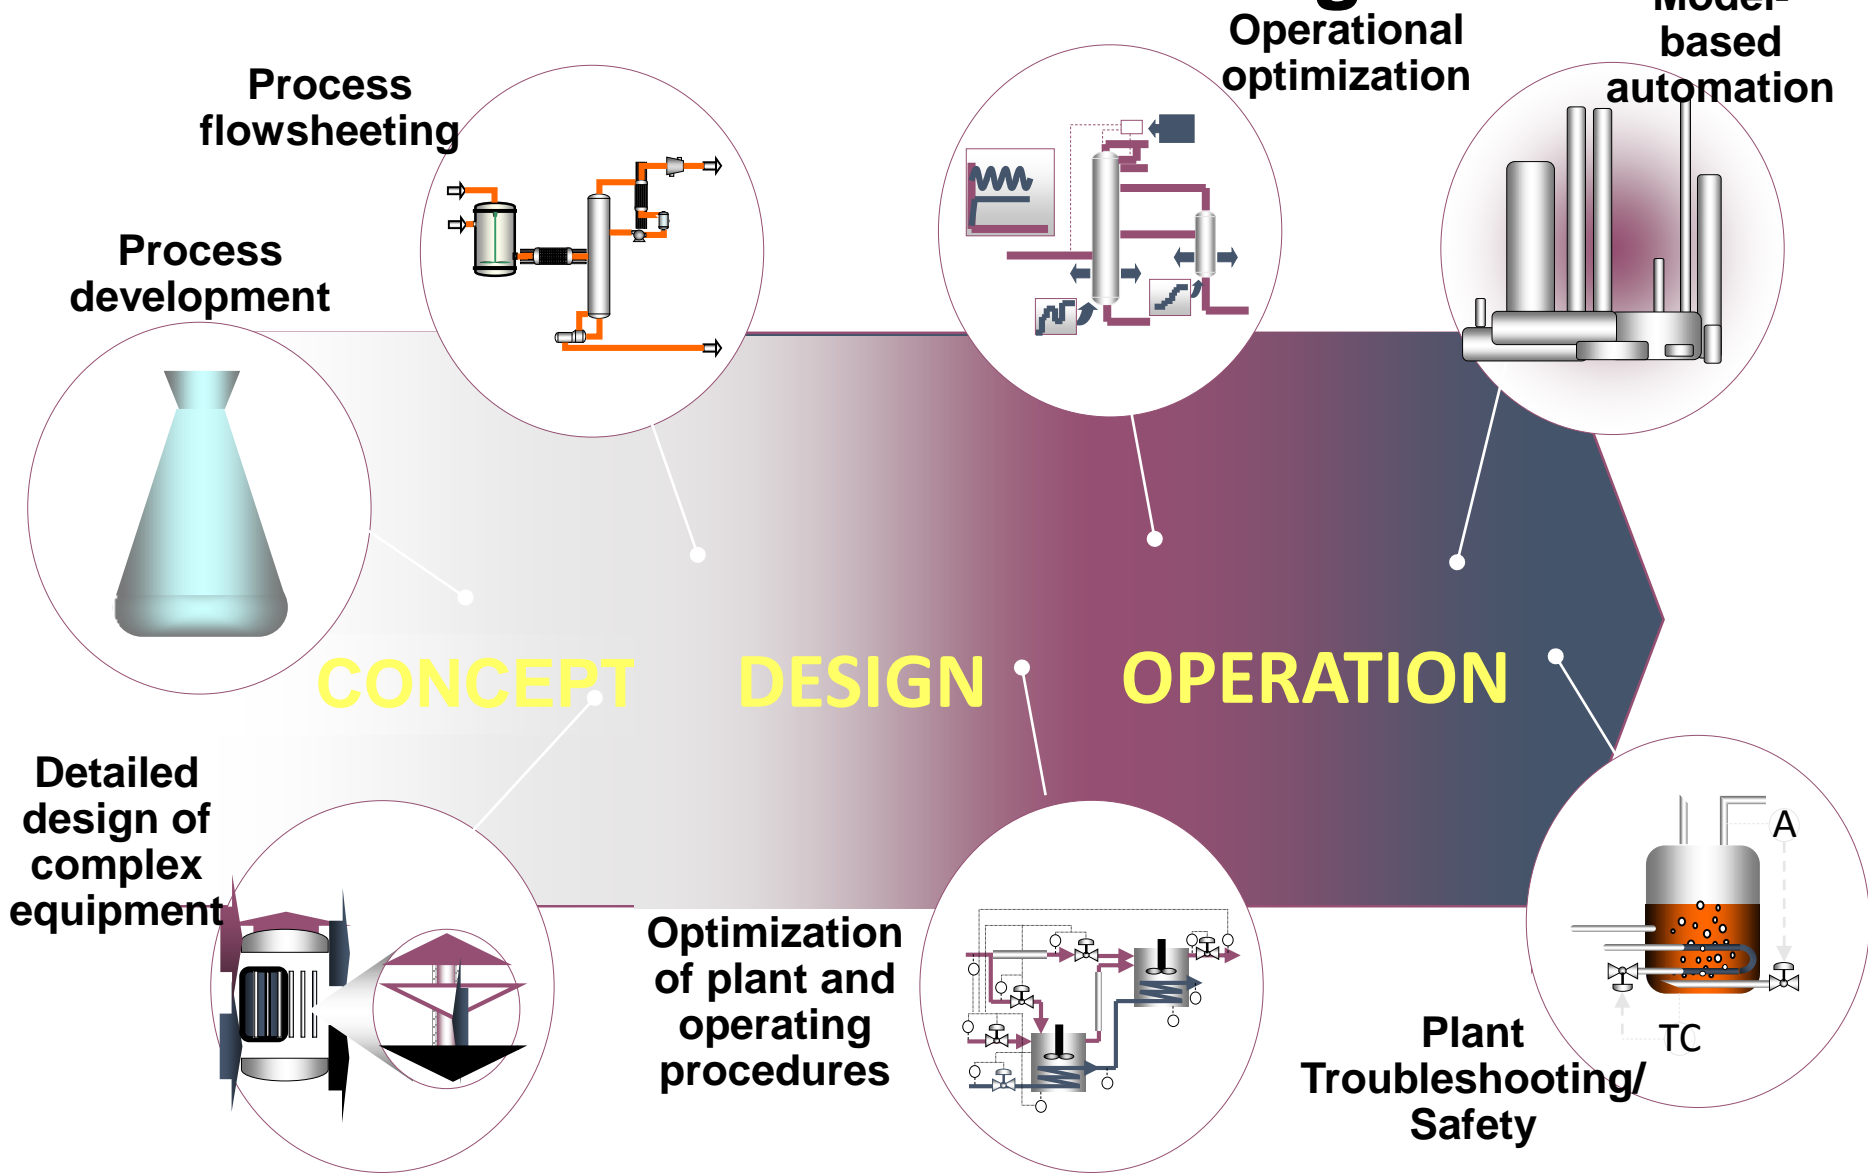 Operational
optimization
Model-
based
automation
Process
flowsheeting
Process
development
CONCEPT
DESIGN
OPERATION
Detailed
design of
complex
equipment
Optimization
of plant and
operating
procedures
A
TC
Plant
Troubleshooting/
Safety